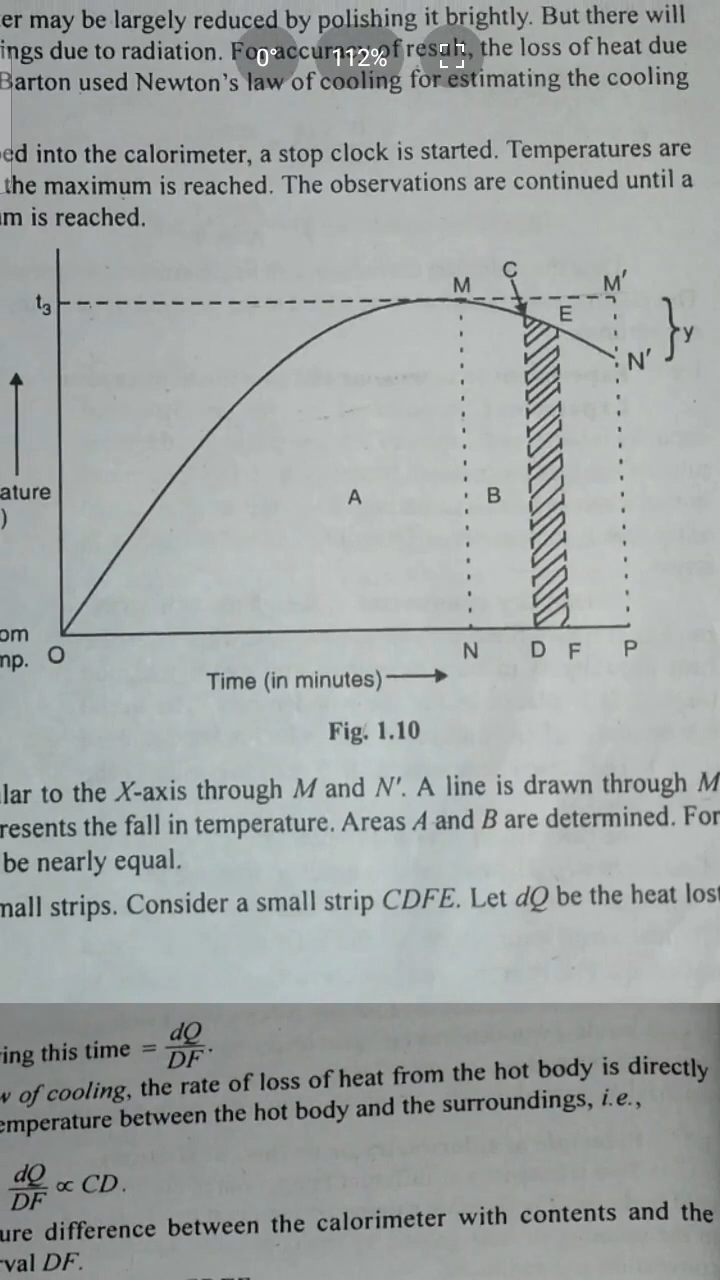 er may be largely reduced by polishing it brightly. But there will
ings due to radiation. For accuracy of result, the loss of heat due
0° 112%
Barton used Newton's law of cooling for estimating the cooling
ed into the calorimeter, a stop clock is started. Temperatures are
the maximum is reached. The observations are continued until a
m is reached.
t₃ M C M′
E
y
N′
ature
)
A B
om
mp. O N D F P
Time (in minutes)
Fig. 1.10
lar to the X-axis through M and N′. A line is drawn through M
resents the fall in temperature. Areas A and B are determined. For
be nearly equal.
mall strips. Consider a small strip CDFE. Let dQ be the heat lost
ring this time = dQ/DF.
w of cooling, the rate of loss of heat from the hot body is directly
emperature between the hot body and the surroundings, i.e.,
dQ/DF ∝ CD.
ure difference between the calorimeter with contents and the
rval DF.